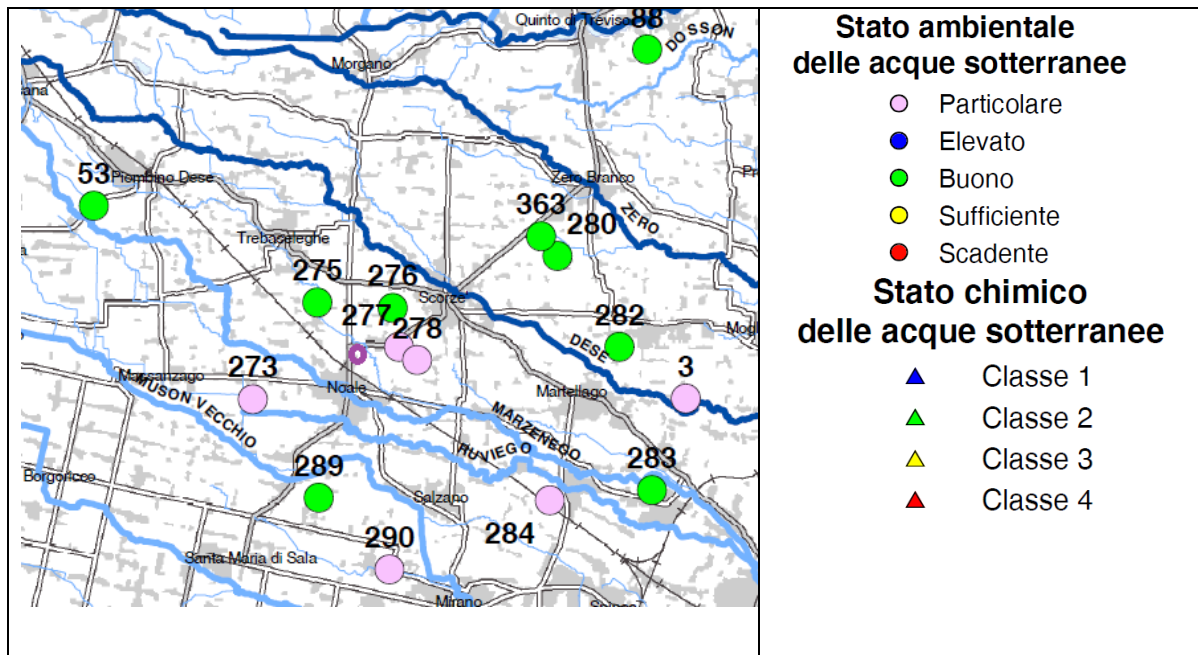 Quinto di Treviso
88
DOSSON
Morgano
ana
53
Piombino Dese
Zero Branco
363
280
ZERO
Trebaseleghe
275
276
Scorze
277
278
282
DESE
Mogl
3
273
Massanzago
Noale
Martellago
MUSON VECCHIO
MARZENEGO
RUVIEGO
283
289
Borgoricco
Salzano
284
290
Santa Maria di Sala
Mirano
Stato ambientale
delle acque sotterranee
Particolare
Elevato
Buono
Sufficiente
Scadente
Stato chimico
delle acque sotterranee
Classe 1
Classe 2
Classe 3
Classe 4